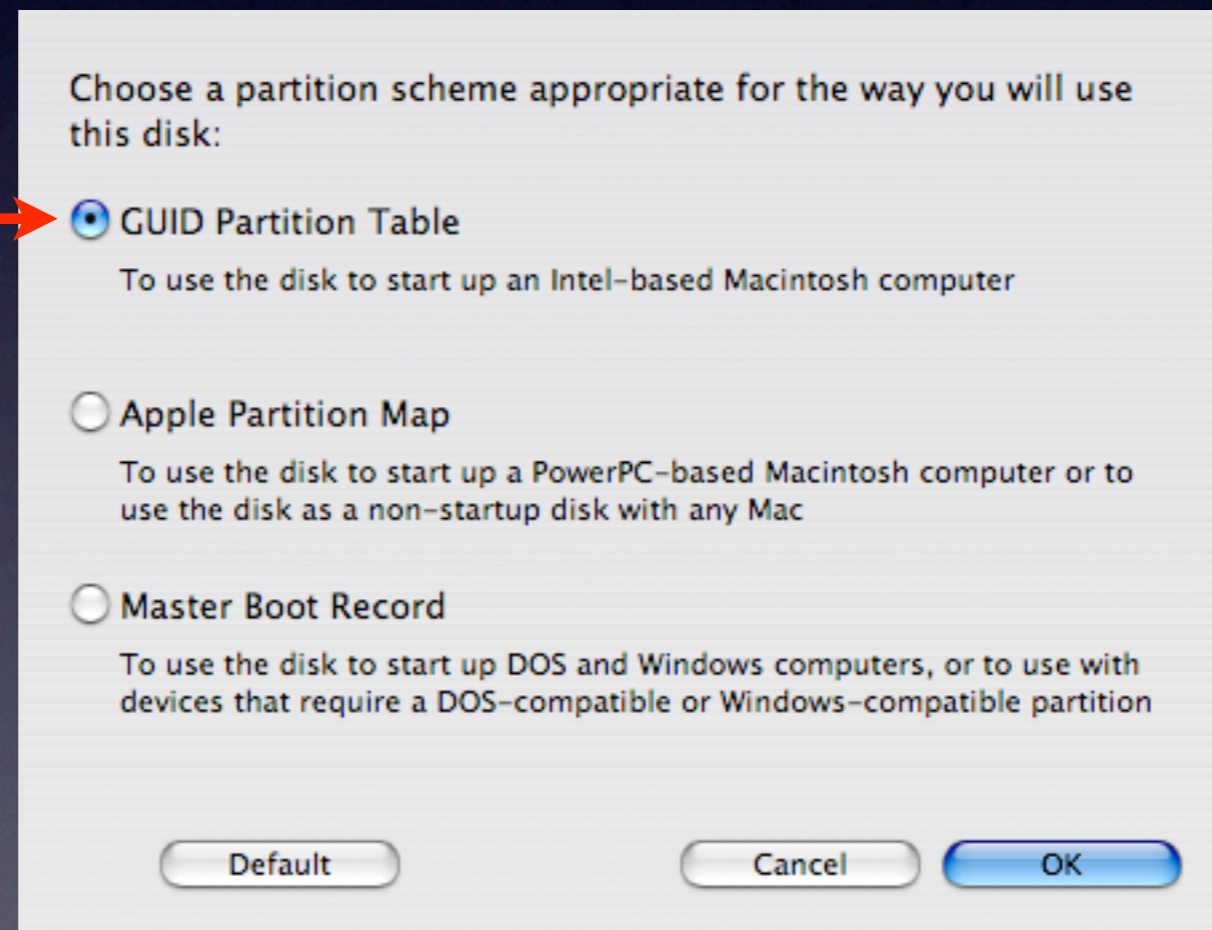 Choose a partition scheme appropriate for the way you will use
this disk:
GUID Partition Table
To use the disk to start up an Intel-based Macintosh computer
Apple Partition Map
To use the disk to start up a PowerPC-based Macintosh computer or to
use the disk as a non-startup disk with any Mac
Master Boot Record
To use the disk to start up DOS and Windows computers, or to use with
devices that require a DOS-compatible or Windows-compatible partition
Default Cancel OK